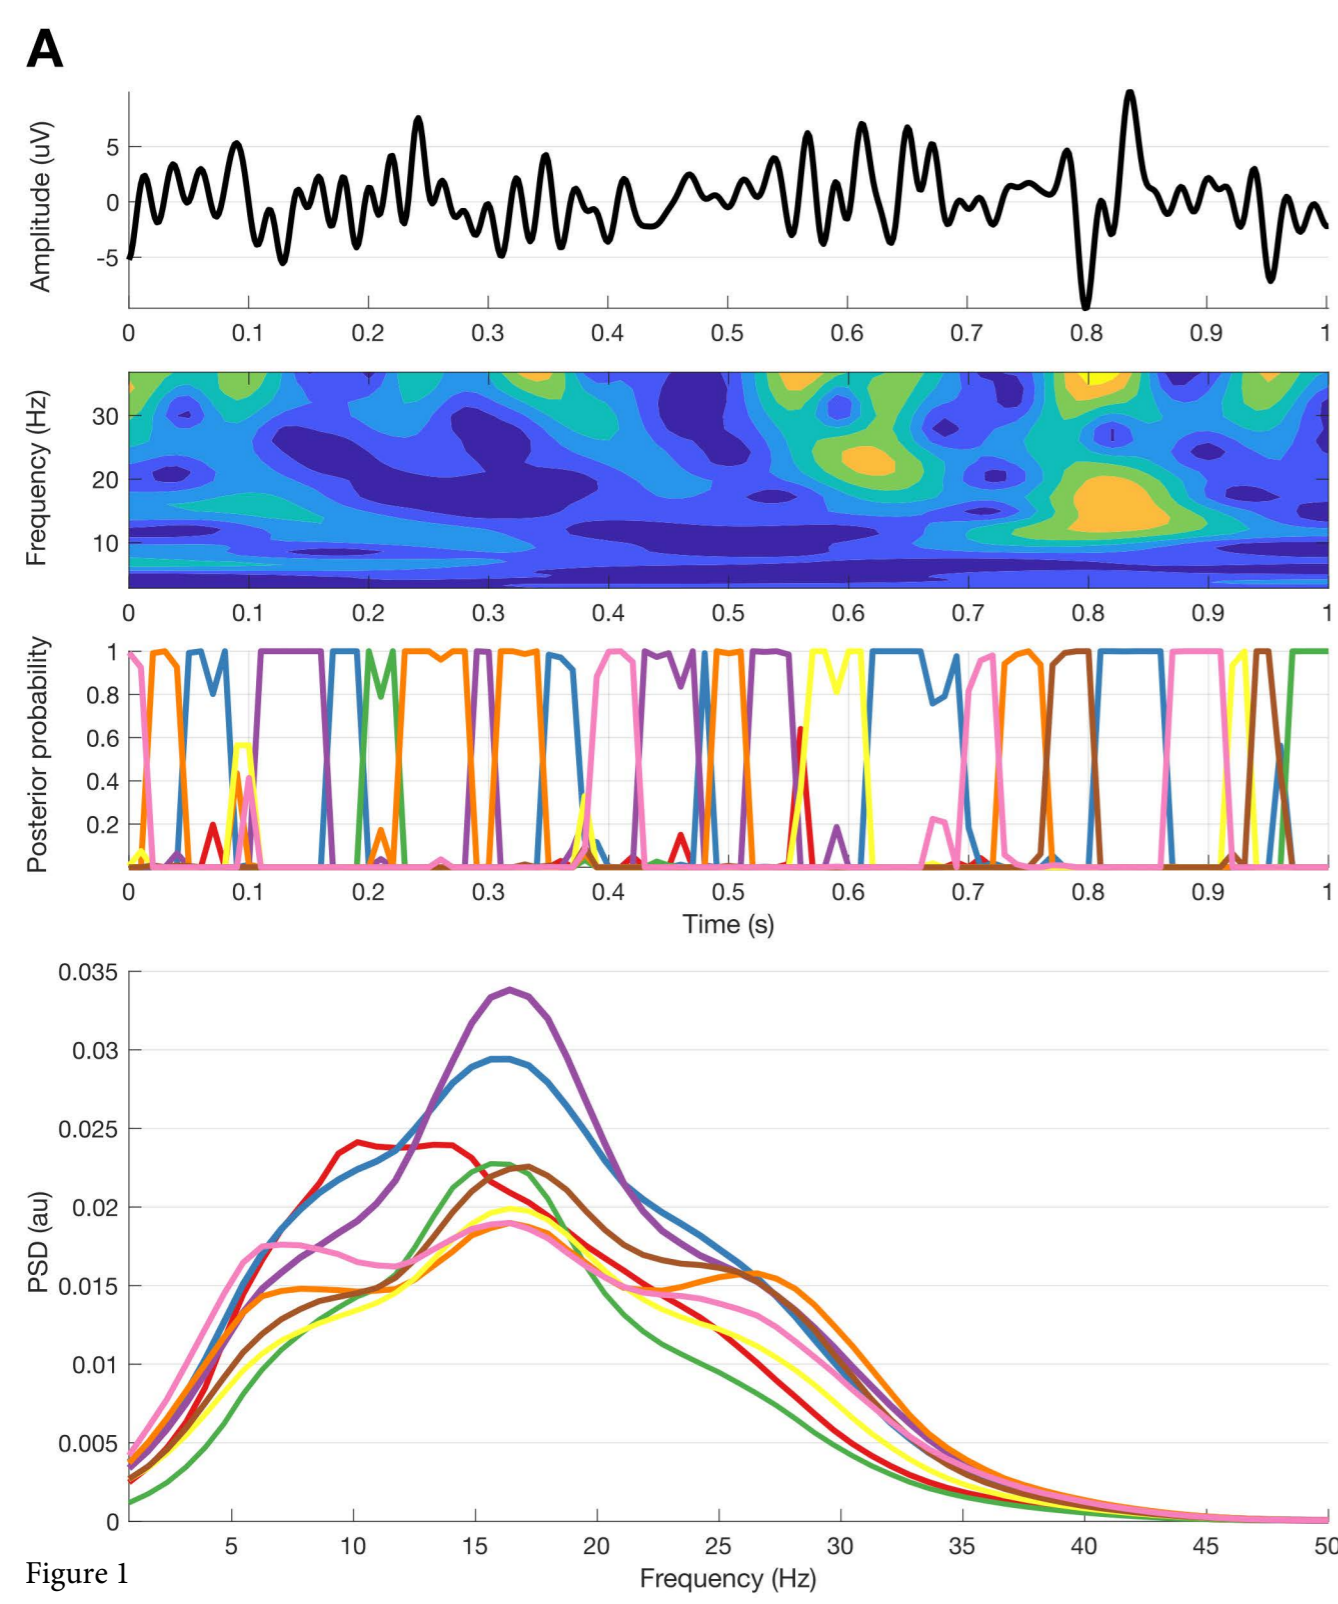 A
Amplitude (uV)
5
0
-5
0 0.1 0.2 0.3 0.4 0.5 0.6 0.7 0.8 0.9 1
Frequency (Hz)
30
20
10
0 0.1 0.2 0.3 0.4 0.5 0.6 0.7 0.8 0.9 1
Posterior probability
1
0.8
0.6
0.4
0.2
0 0.1 0.2 0.3 0.4 0.5 0.6 0.7 0.8 0.9 1
Time (s)
PSD (au)
0.035
0.03
0.025
0.02
0.015
0.01
0.005
0
5 10 15 20 25 30 35 40 45 50
Frequency (Hz)
Figure 1